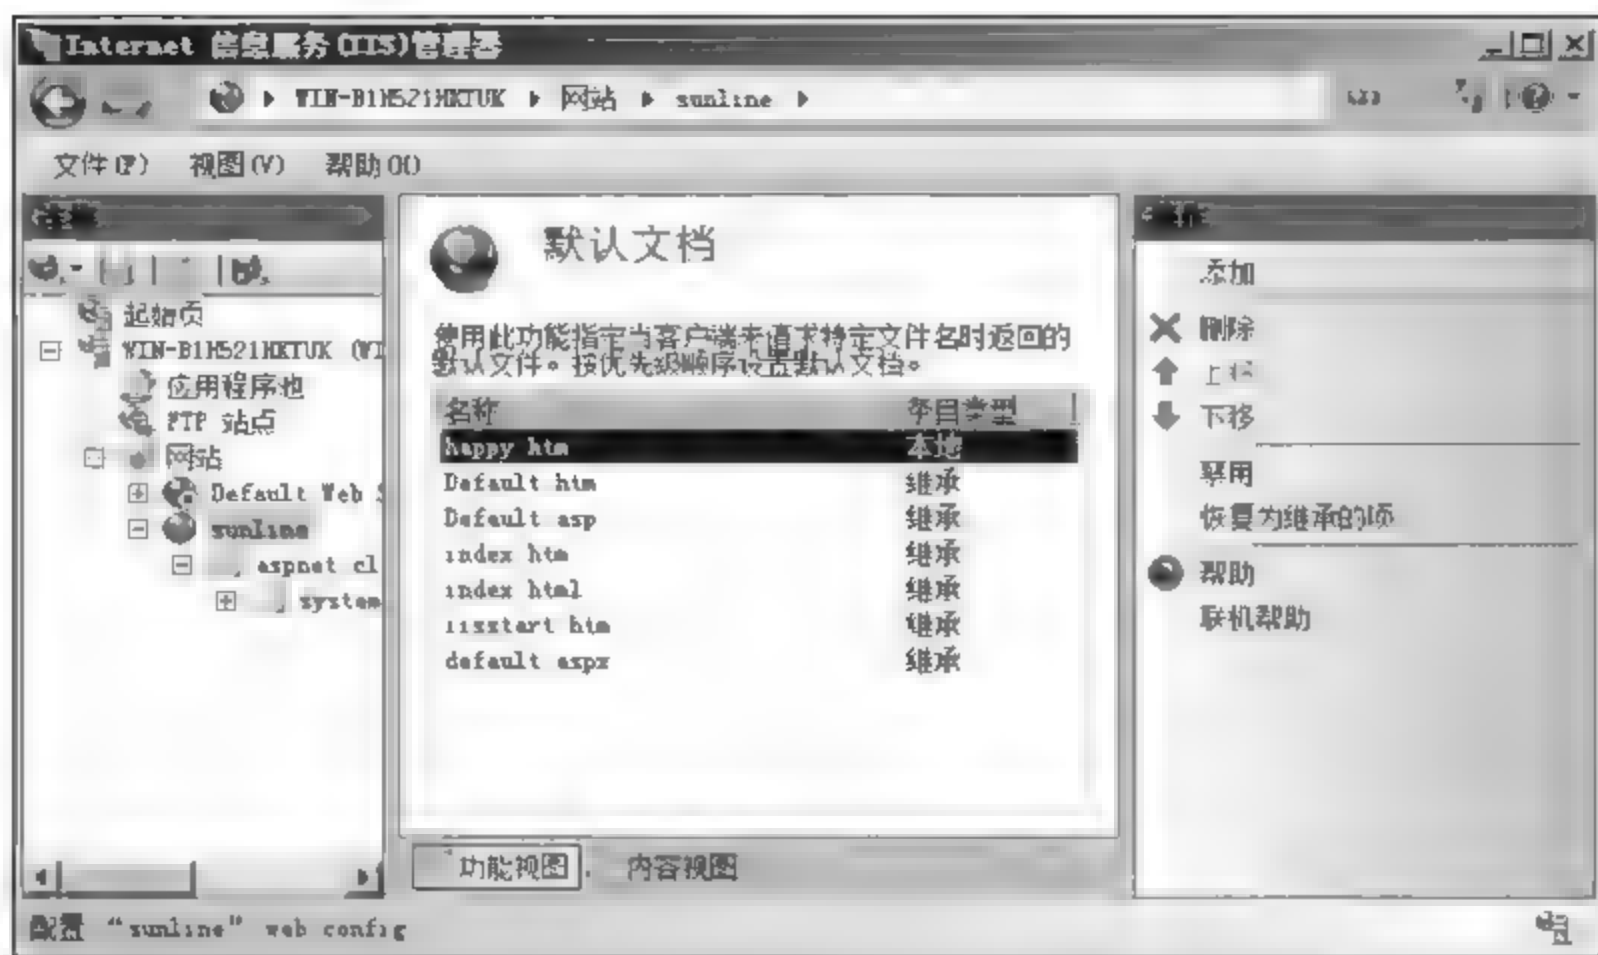 Internet 信息服务(IIS)管理器
WIN-B1H521HKTUK 网站 sunline
文件(F) 视图(V) 帮助(H)
默认文档
使用此功能指定当客户端未请求特定文件名时返回的
默认文件。按优先级顺序设置默认文档。
名称 条目类型
happy htm 本地
Default htm 继承
Default asp 继承
index htm 继承
index html 继承
iisstart htm 继承
default aspx 继承
功能视图 内容视图
起始页
WIN-B1H521HKTUK (WI
应用程序池
FTP 站点
网站
Default Web S
sunline
aspnet cl
system
添加
删除
上移
下移
禁用
恢复为继承的项
帮助
联机帮助
配置 “sunline” web config